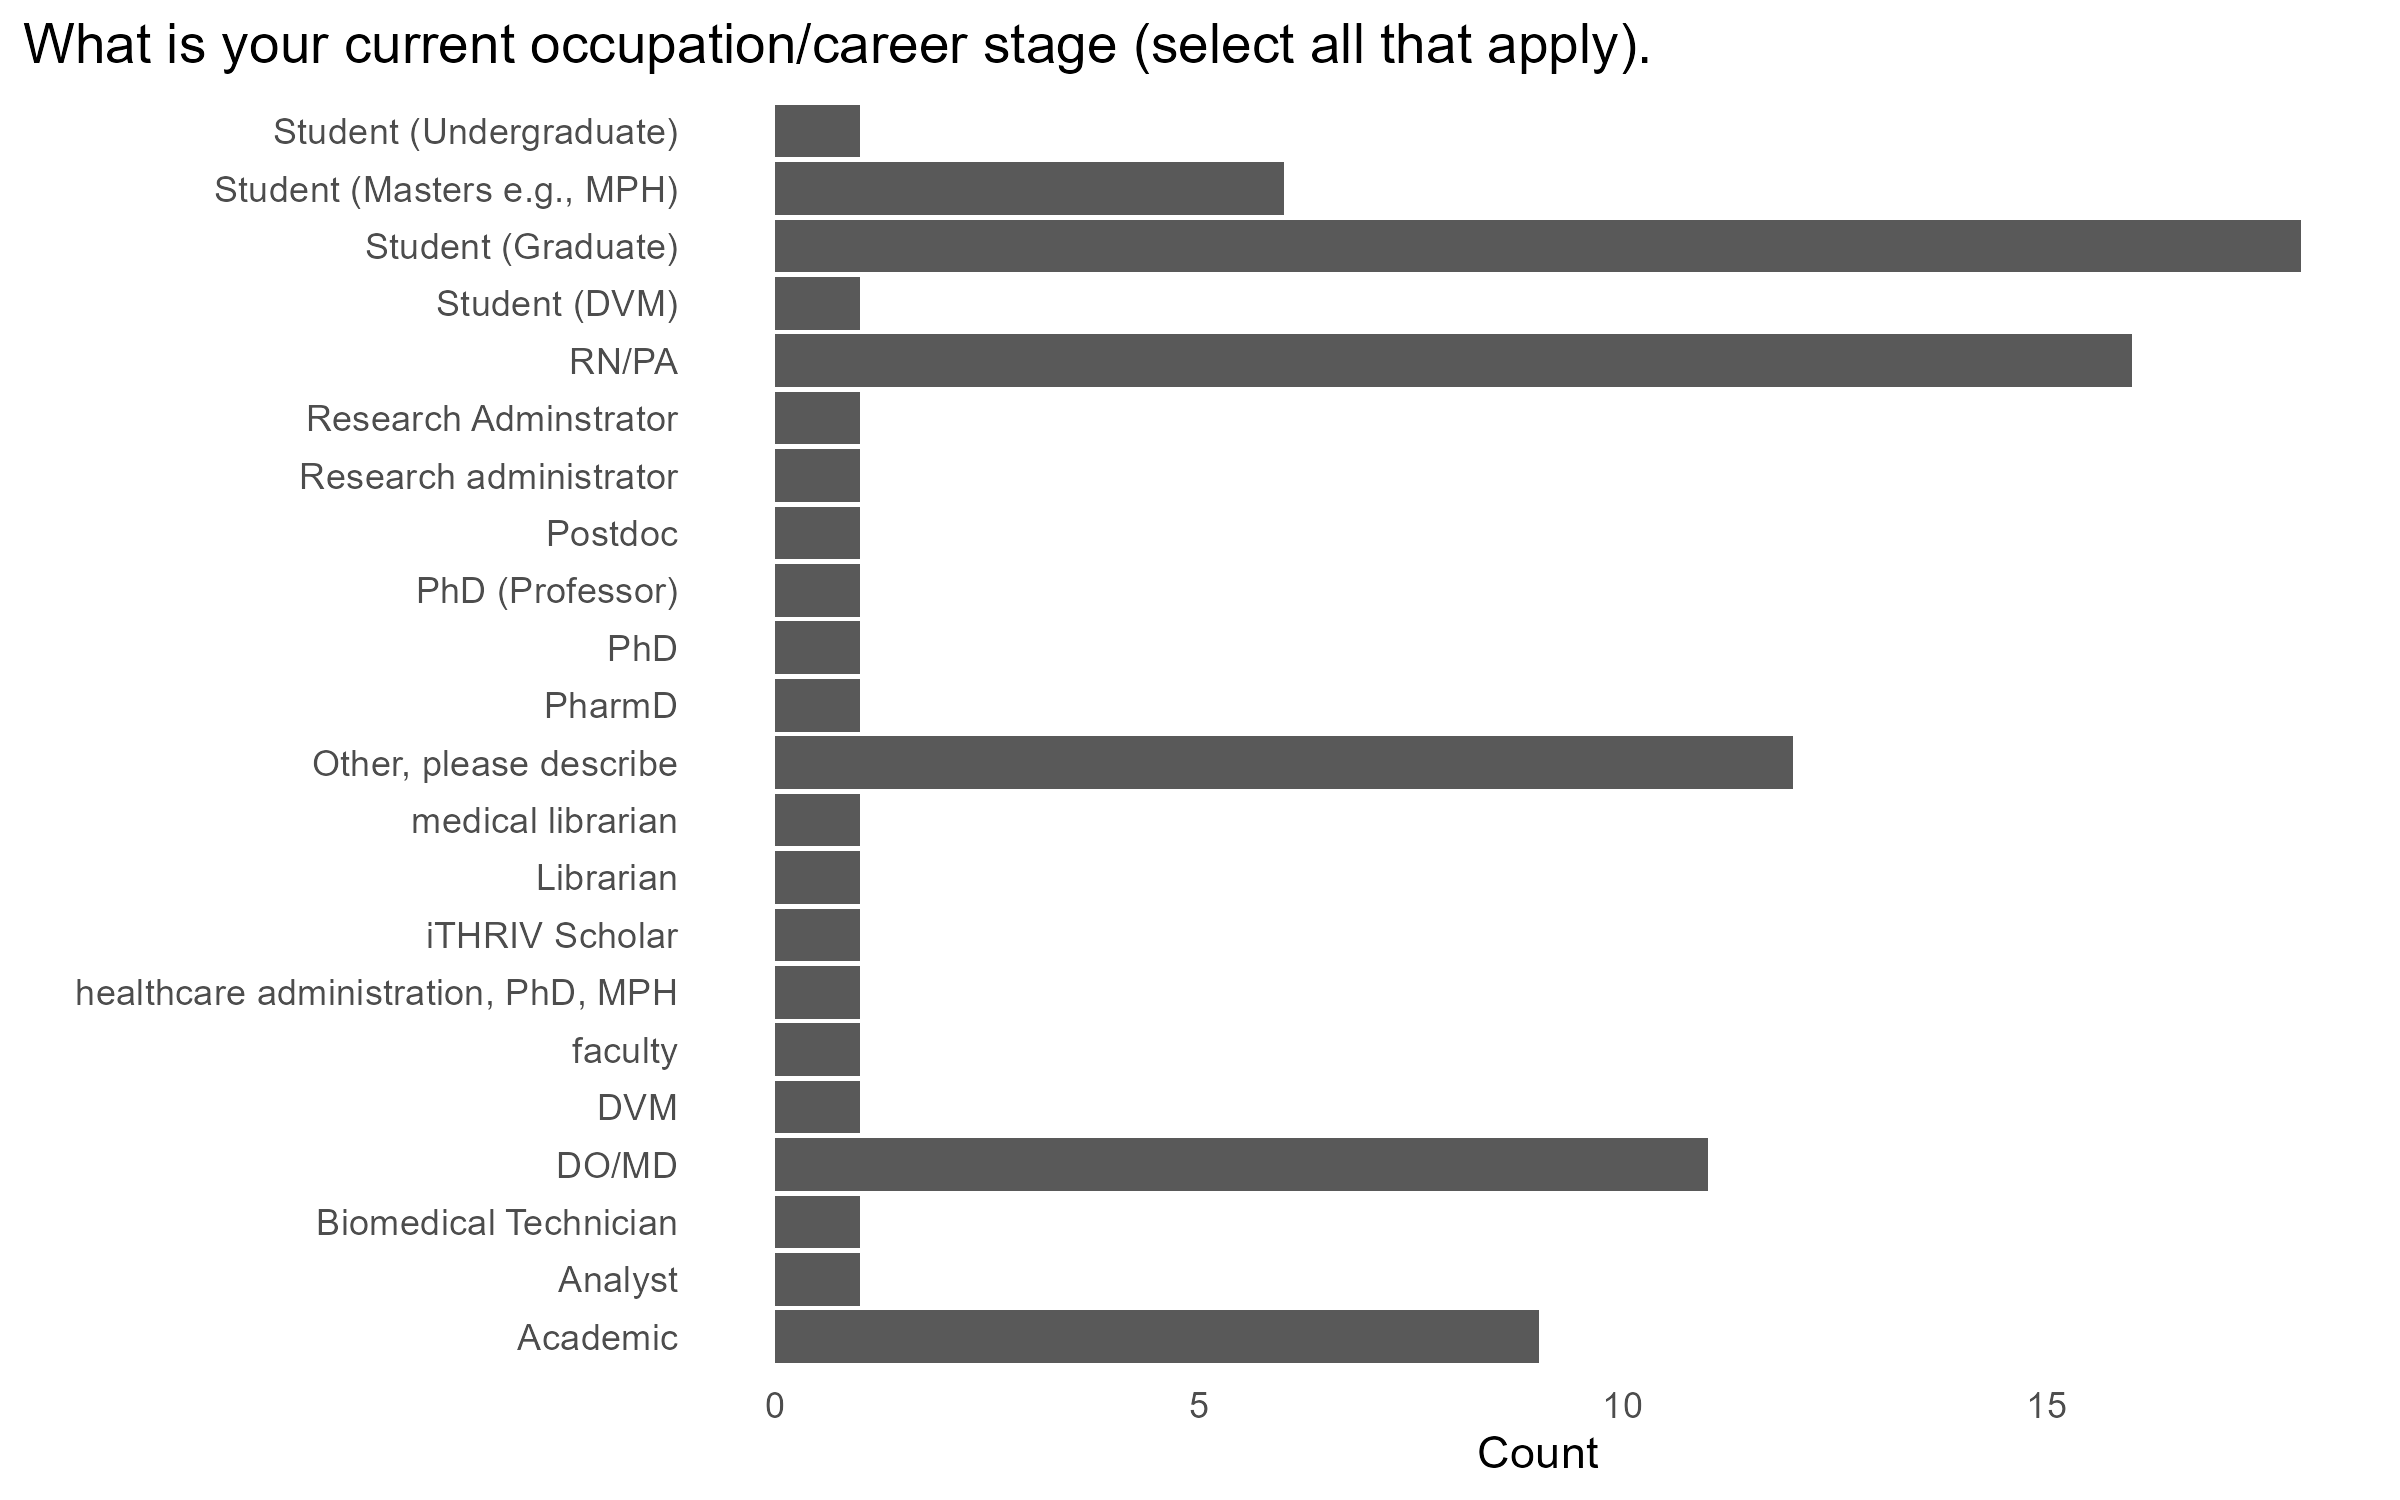 What is your current occupation/career stage (select all that apply).
Student (Undergraduate)
Student (Masters e.g., MPH)
Student (Graduate)
Student (DVM)
RN/PA
Research Adminstrator
Research administrator
Postdoc
PhD (Professor)
PhD
PharmD
Other, please describe
medical librarian
Librarian
iTHRIV Scholar
healthcare administration, PhD, MPH
faculty
DVM
DO/MD
Biomedical Technician
Analyst
Academic
0 5 10 15
Count